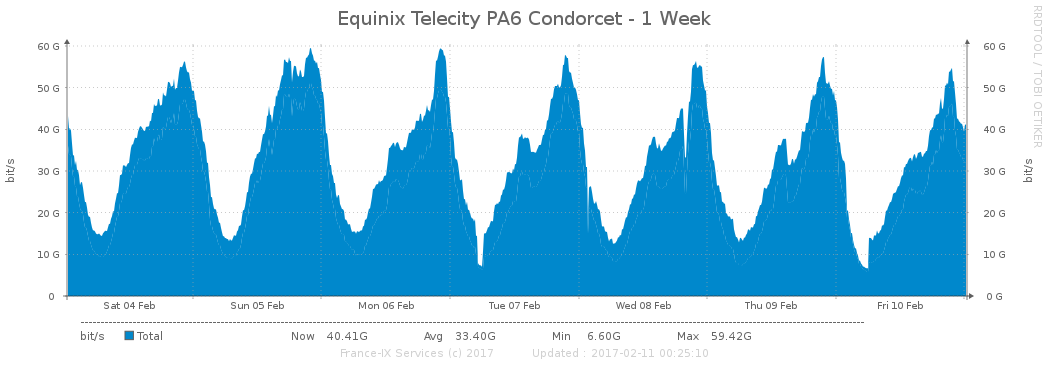 Equinix Telecity PA6 Condorcet - 1 Week
RRDTOOL / TOBI OETIKER
60 G 60 G
50 G 50 G
40 G 40 G
30 G 30 G
20 G 20 G
10 G 10 G
0 0 G
bit/s
bit/s
Sat 04 Feb Sun 05 Feb Mon 06 Feb Tue 07 Feb Wed 08 Feb Thu 09 Feb Fri 10 Feb
bit/s Total Now 40.41G Avg 33.40G Min 6.60G Max 59.42G
France-IX Services (c) 2017 Updated : 2017-02-11 00:25:10